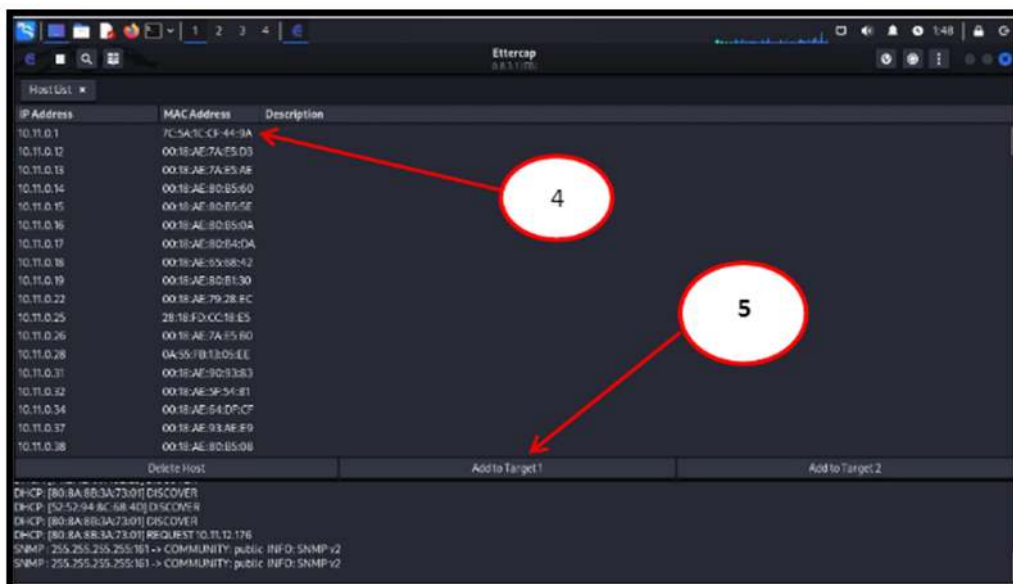 1 2 3 4
1:48
Ettercap
0.8.3.1 (EB)
Host List ×
IP Address MAC Address Description
10.11.0.1 7C:5A:1C:CF:44:9A
10.11.0.12 00:18:AE:7A:E5:D3
10.11.0.13 00:18:AE:7A:E5:AE
10.11.0.14 00:18:AE:80:B5:60
10.11.0.15 00:18:AE:80:B5:5E
10.11.0.16 00:18:AE:80:B5:0A
10.11.0.17 00:18:AE:80:B4:DA
10.11.0.18 00:18:AE:65:68:42
10.11.0.19 00:18:AE:80:B1:30
10.11.0.22 00:18:AE:79:28:EC
10.11.0.25 28:18:FD:CC:18:E5
10.11.0.26 00:18:AE:7A:E5:B0
10.11.0.28 0A:55:FB:13:05:EE
10.11.0.31 00:18:AE:90:93:83
10.11.0.32 00:18:AE:5F:54:81
10.11.0.34 00:18:AE:64:DF:CF
10.11.0.37 00:18:AE:93:AE:E9
10.11.0.38 00:18:AE:80:B5:0B
4
5
Delete Host Add to Target 1 Add to Target 2
DHCP: [80:8A:8B:3A:73:01] DISCOVER
DHCP: [52:52:94:8C:68:4D] DISCOVER
DHCP: [80:8A:8B:3A:73:01] DISCOVER
DHCP: [80:8A:8B:3A:73:01] REQUEST 10.11.12.176
SNMP : 255.255.255.255:161 -> COMMUNITY: public INFO: SNMP v2
SNMP : 255.255.255.255:161 -> COMMUNITY: public INFO: SNMP v2